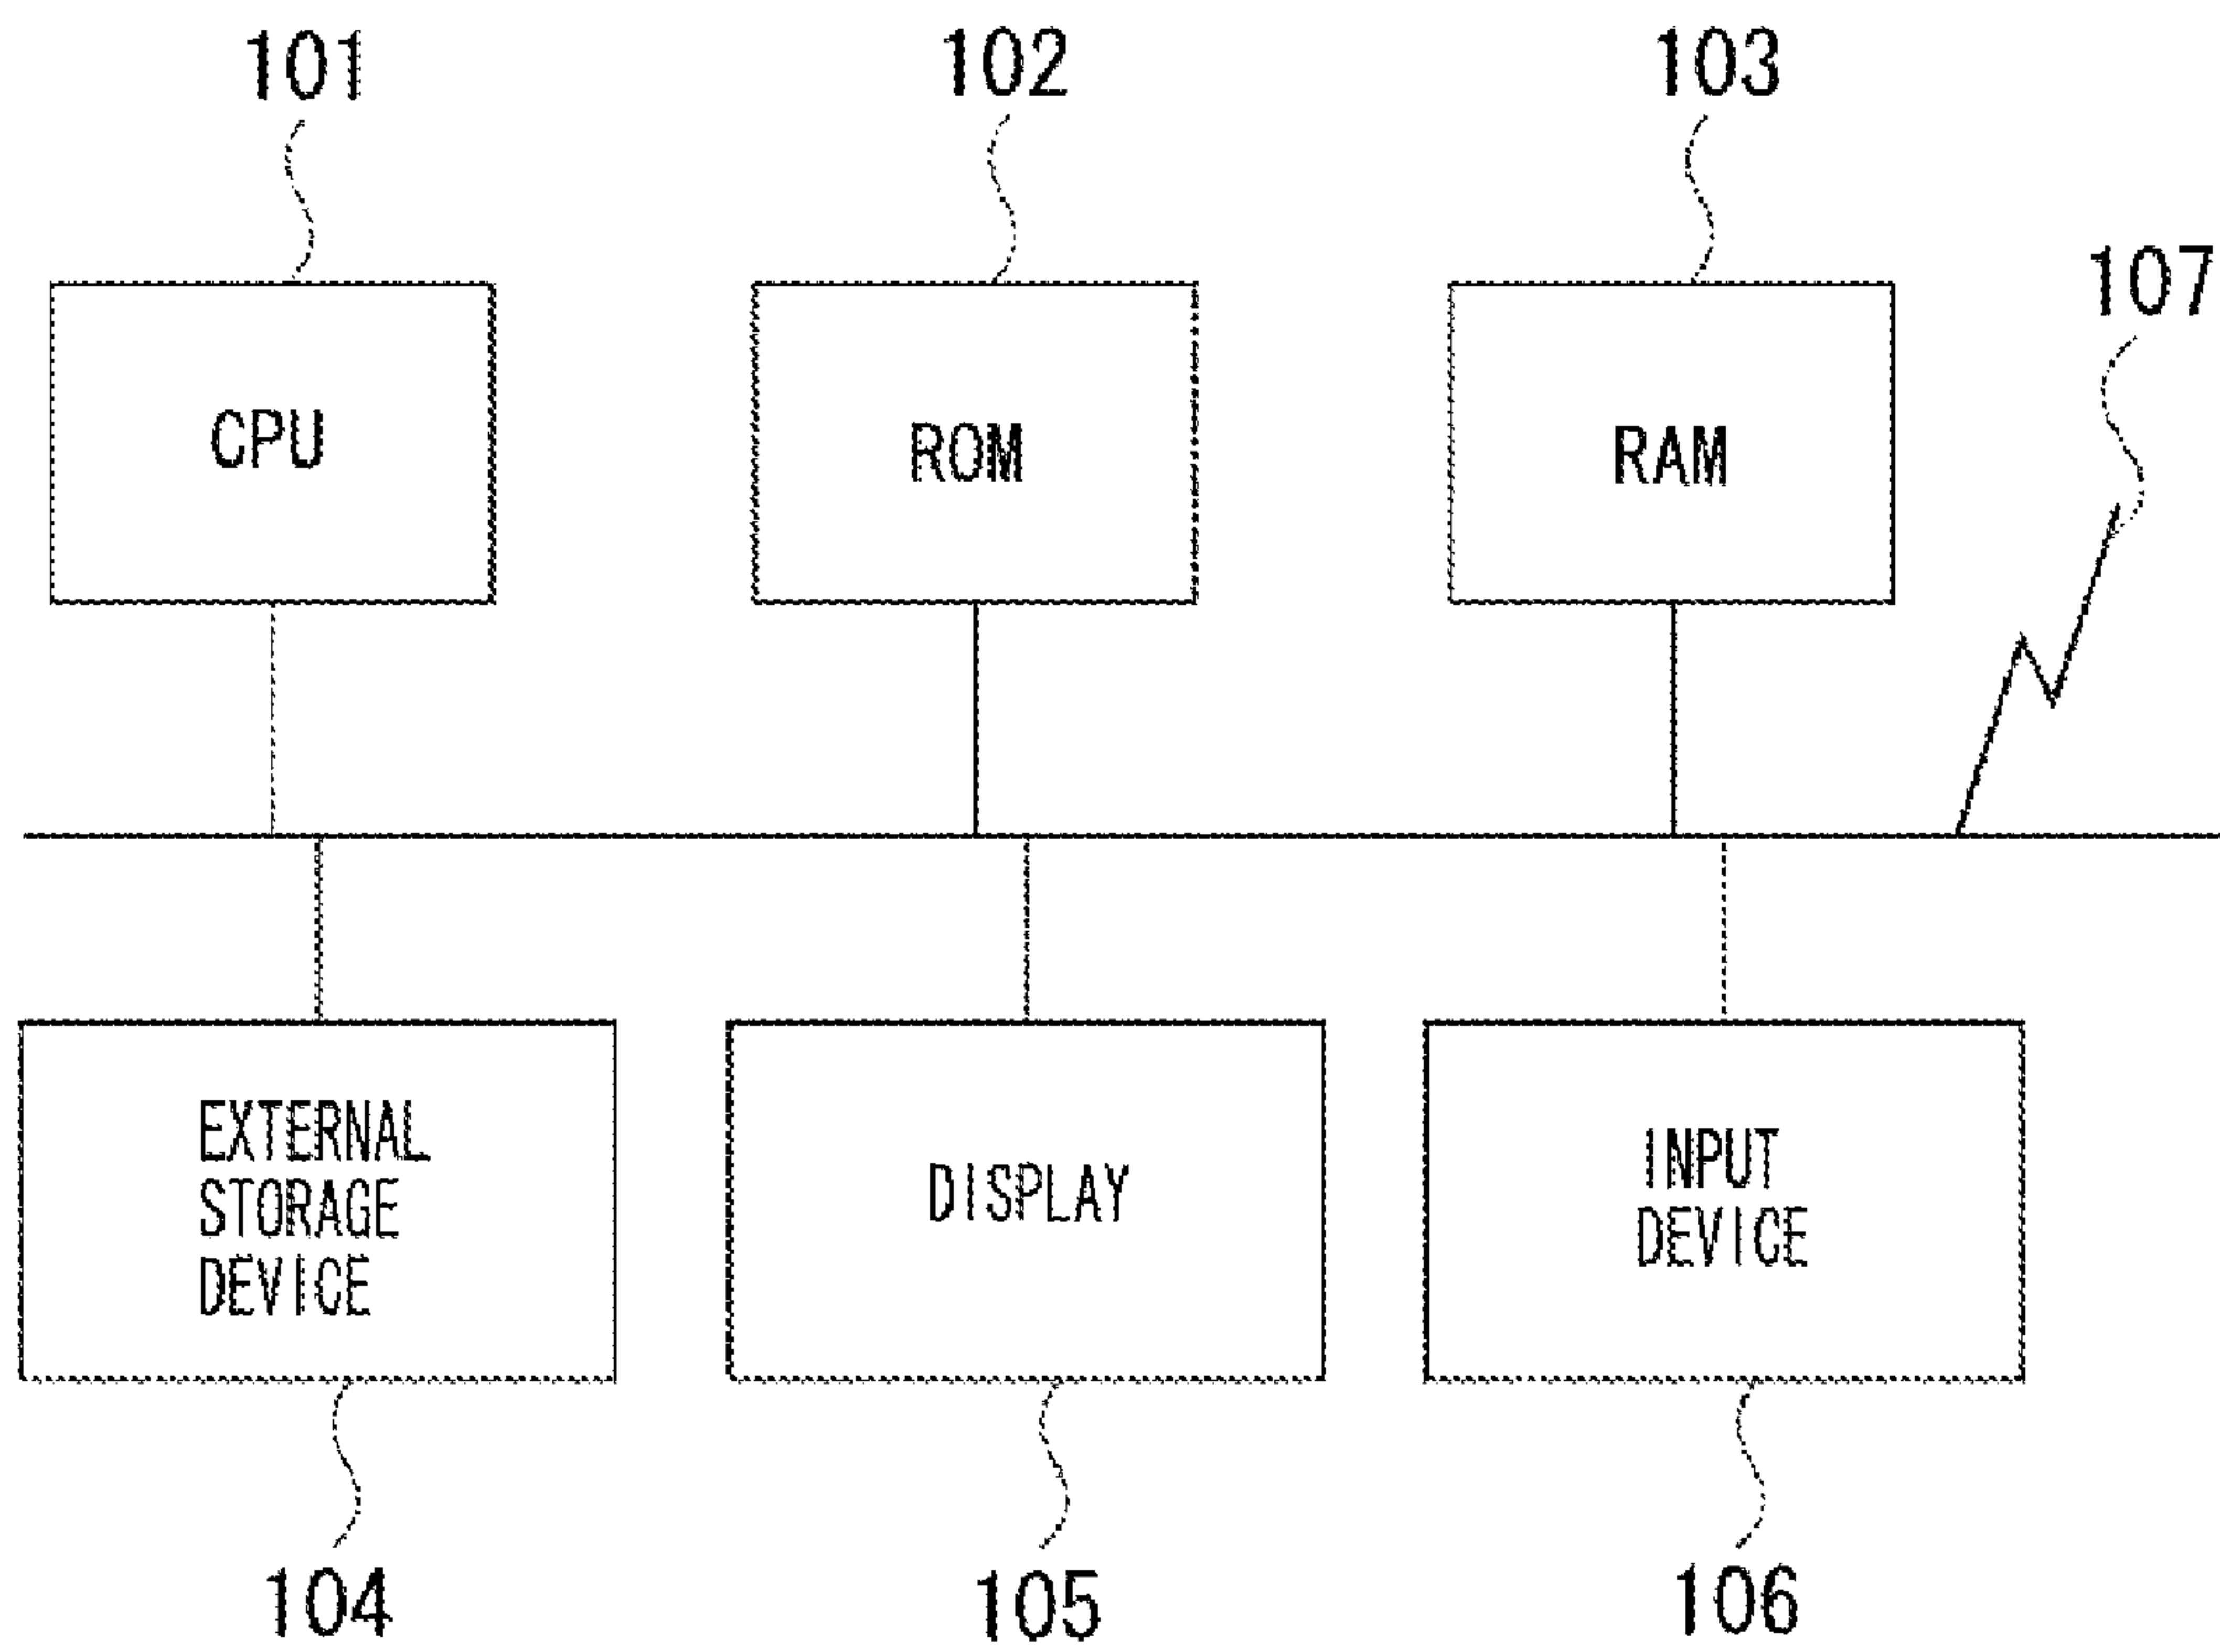 101
102
103
107
CPU
ROM
RAM
EXTERNAL
STORAGE
DEVICE
DISPLAY
INPUT
DEVICE
104
105
106